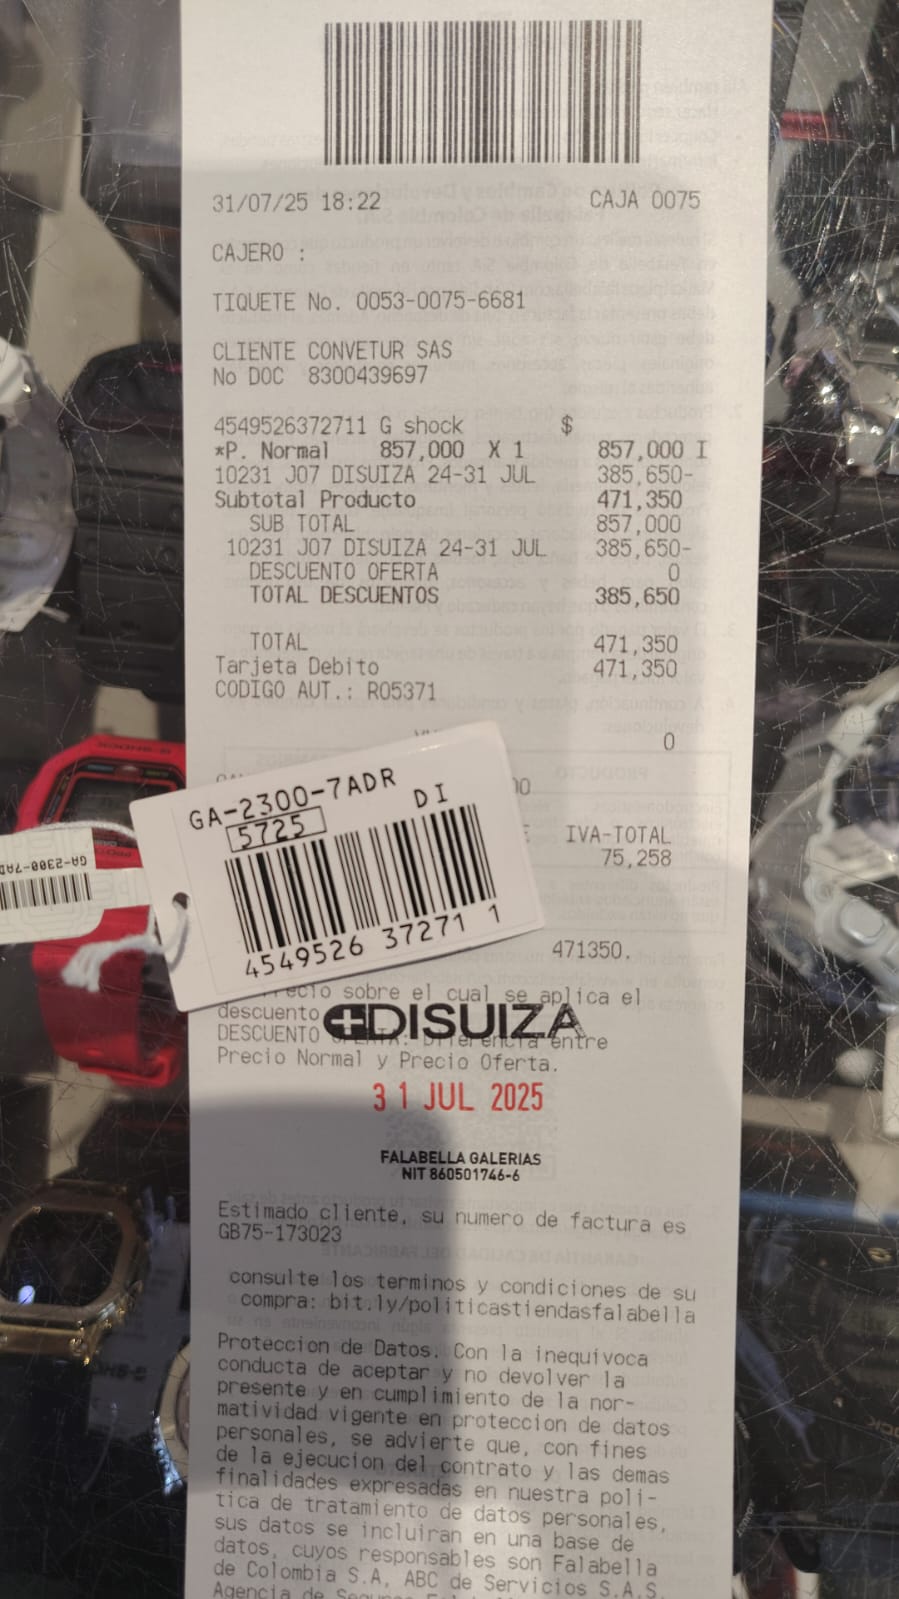 31/07/25 18:22 CAJA 0075
CAJERO :
TIQUETE No. 0053-0075-6681
CLIENTE CONVETUR SAS
No DOC 8300439697
4549526372711 G shock $
*P. Normal 857,000 X 1 857,000 I
10231 J07 DISUIZA 24-31 JUL 385,650-
Subtotal Producto 471,350
SUB TOTAL 857,000
10231 J07 DISUIZA 24-31 JUL 385,650-
DESCUENTO OFERTA 0
TOTAL DESCUENTOS 385,650
TOTAL 471,350
Tarjeta Debito 471,350
CODIGO AUT.: R05371
0
GA-2300-7ADR
DI
5725
4549526 37271 1
GA-2300-7AD
IVA-TOTAL
75,258
471350.
sobre el cual se aplica el
descuento
DISUIZA
DESCUENTO OFERTA: Diferencia entre
Precio Normal y Precio Oferta.
31 JUL 2025
FALABELLA GALERIAS
NIT 860501746-6
Estimado cliente, su numero de factura es
GB75-173023
consulte los terminos y condiciones de su
compra: bit.ly/politicastiendasfalabella
Proteccion de Datos. Con la inequivoca
conducta de aceptar y no devolver la
presente y en cumplimiento de la nor-
matividad vigente en proteccion de datos
personales, se advierte que, con fines
de la ejecucion del contrato y las demas
finalidades expresadas en nuestra poli-
tica de tratamiento de datos personales,
sus datos se incluiran en una base de
datos, cuyos responsables son Falabella
de Colombia S.A, ABC de Servicios S.A.S
Agencia de Seguros